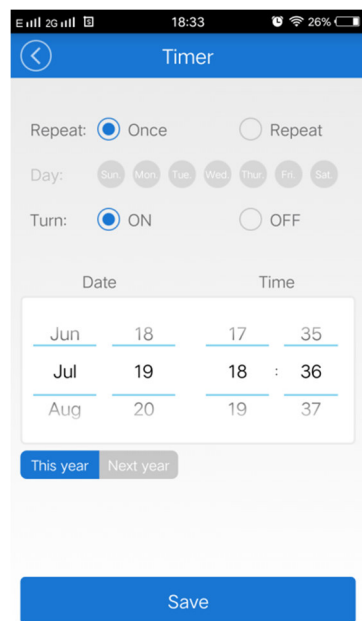 E 2G S 18:33 26%
Timer
Repeat: Once Repeat
Day: Sun. Mon. Tue. Wed. Thur. Fri. Sat.
Turn: ON OFF
Date Time
Jun 18 17 35
Jul 19 18 : 36
Aug 20 19 37
This year Next year
Save